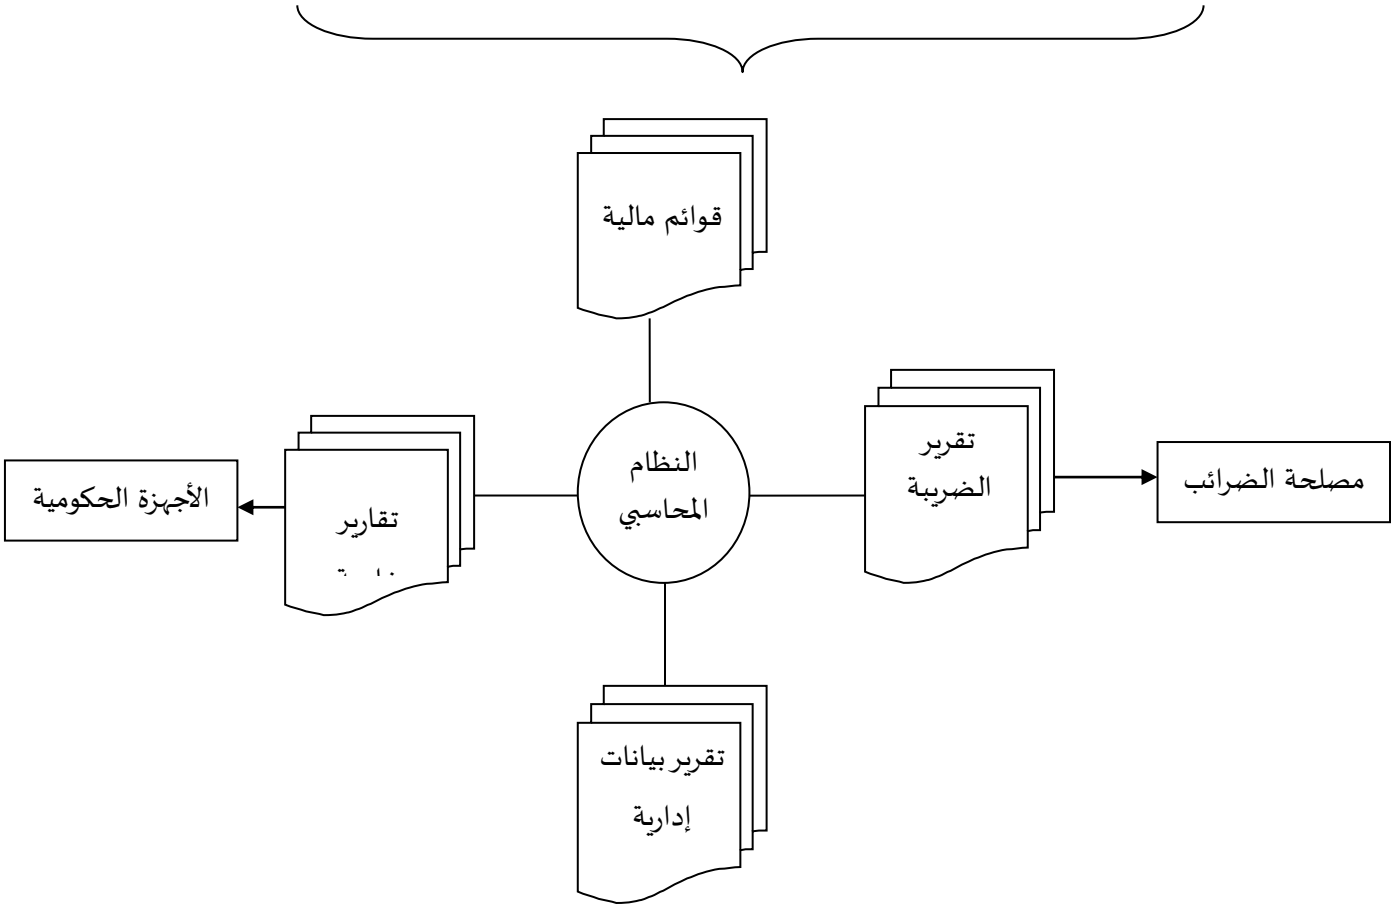 قوائم مالية
تقرير
الضريبة
مصلحة الضرائب
النظام
المحاسبي
تقارير
الأجهزة الحكومية
تقرير بيانات
إدارية